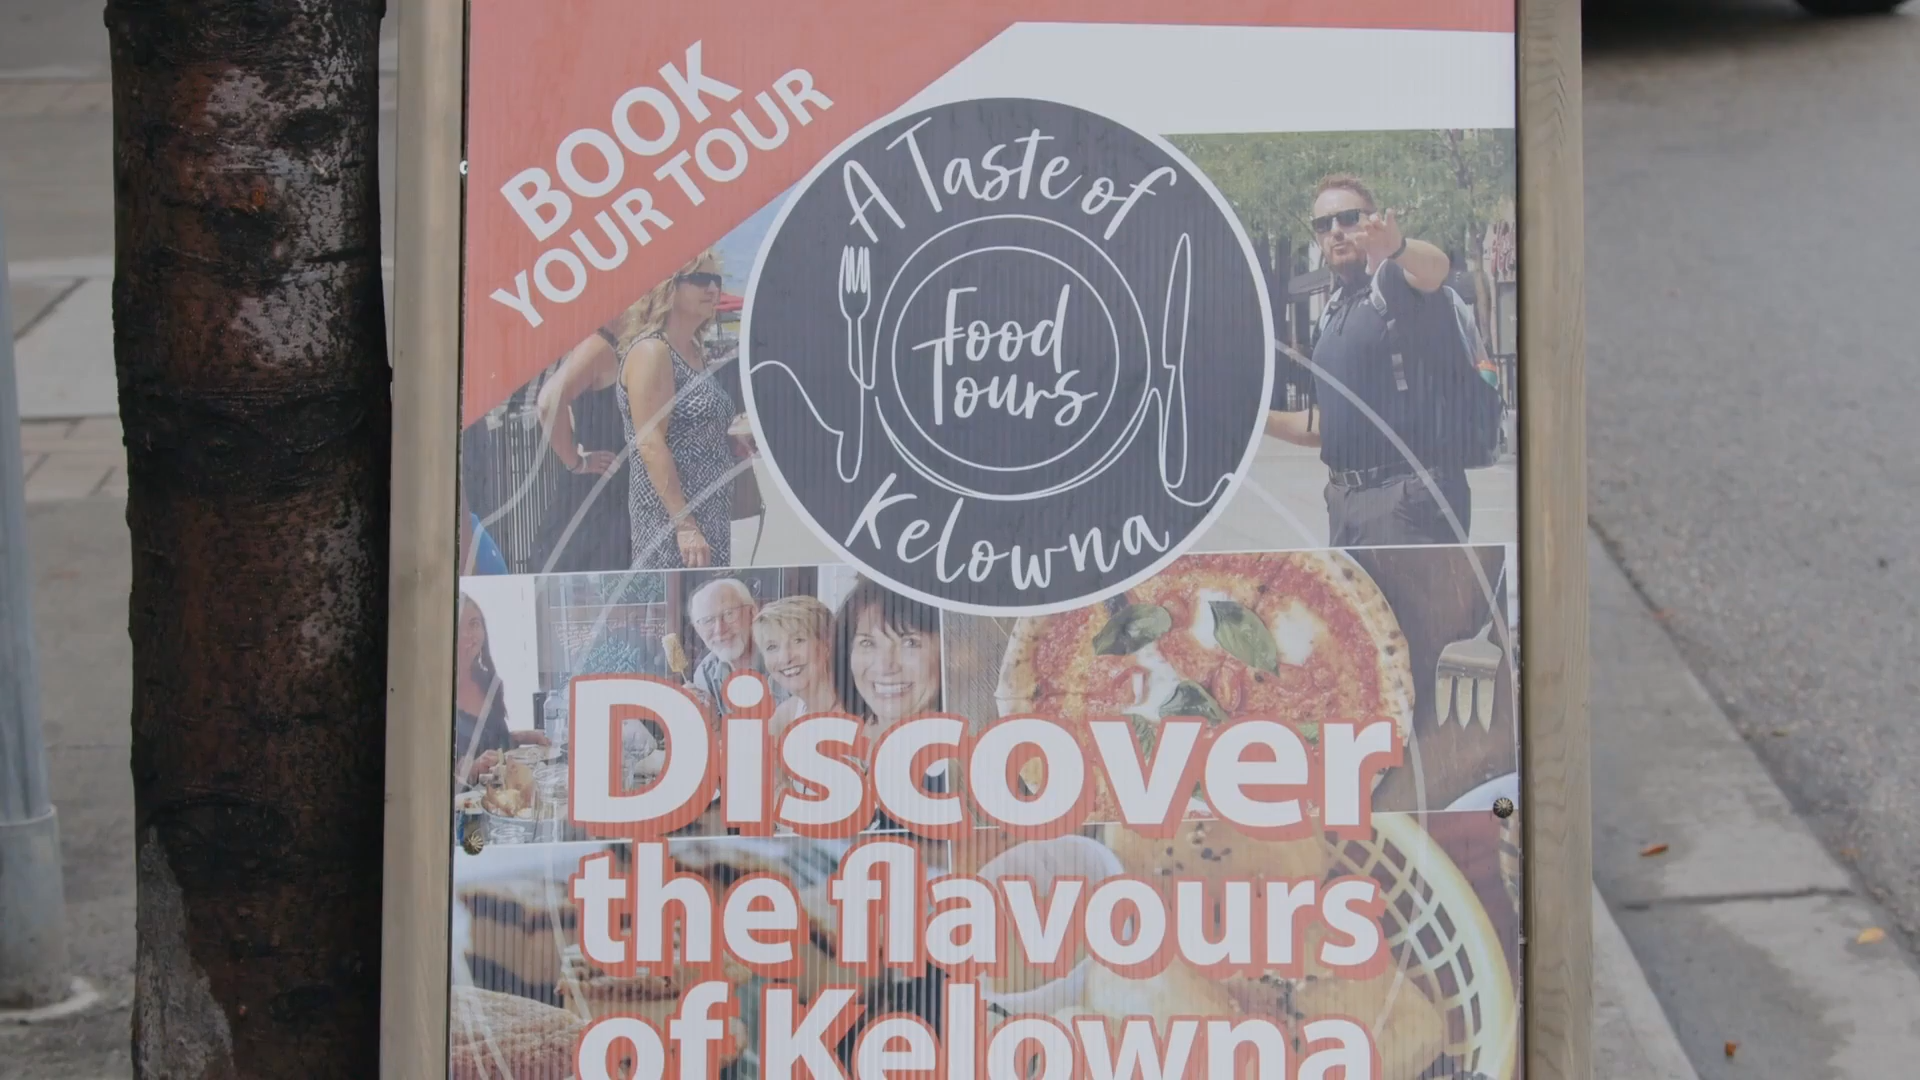 BOOK
YOUR TOUR
A Taste of
Food
Tours
Kelowna
Discover
the flavours
of Kelowna